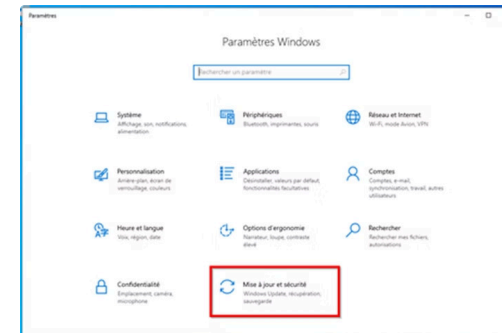 Paramètres
Paramètres Windows
Rechercher un paramètre
Système
Affichage, son, notifications,
alimentation
Périphériques
Bluetooth, imprimantes, souris
Réseau et Internet
Wi-Fi, mode Avion, VPN
Personnalisation
Arrière-plan, écran de
verrouillage, couleurs
Applications
Désinstaller, valeurs par défaut,
fonctionnalités facultatives
Comptes
Comptes, e-mail,
synchronisation, travail, autres
utilisateurs
Heure et langue
Voix, région, date
Options d'ergonomie
Narrateur, loupe, contraste
élevé
Rechercher
Rechercher mes fichiers,
autorisations
Confidentialité
Emplacement, caméra,
microphone
Mise à jour et sécurité
Windows Update, récupération,
sauvegarde